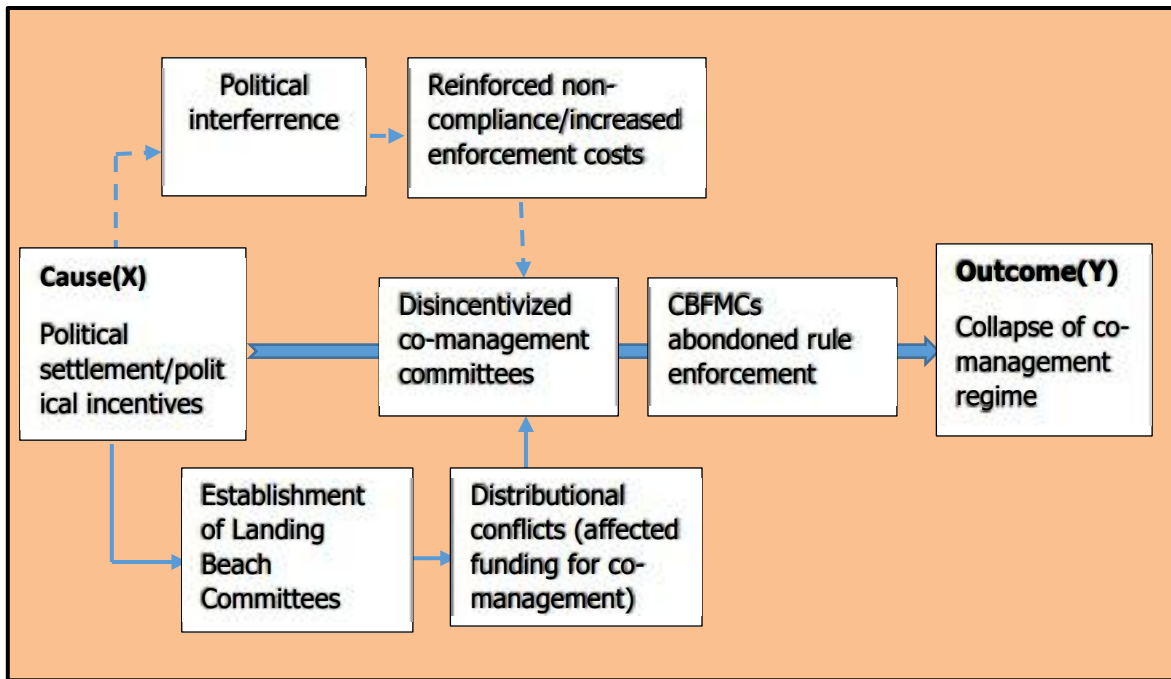 Political
interferrence
Reinforced non-
compliance/increased
enforcement costs
Cause(X)
Political
settlement/polit
ical incentives
Disincentivized
co-management
committees
CBFMCs
abondoned rule
enforcement
Outcome(Y)
Collapse of co-
management
regime
Establishment
of Landing
Beach
Committees
Distributional
conflicts (affected
funding for co-
management)